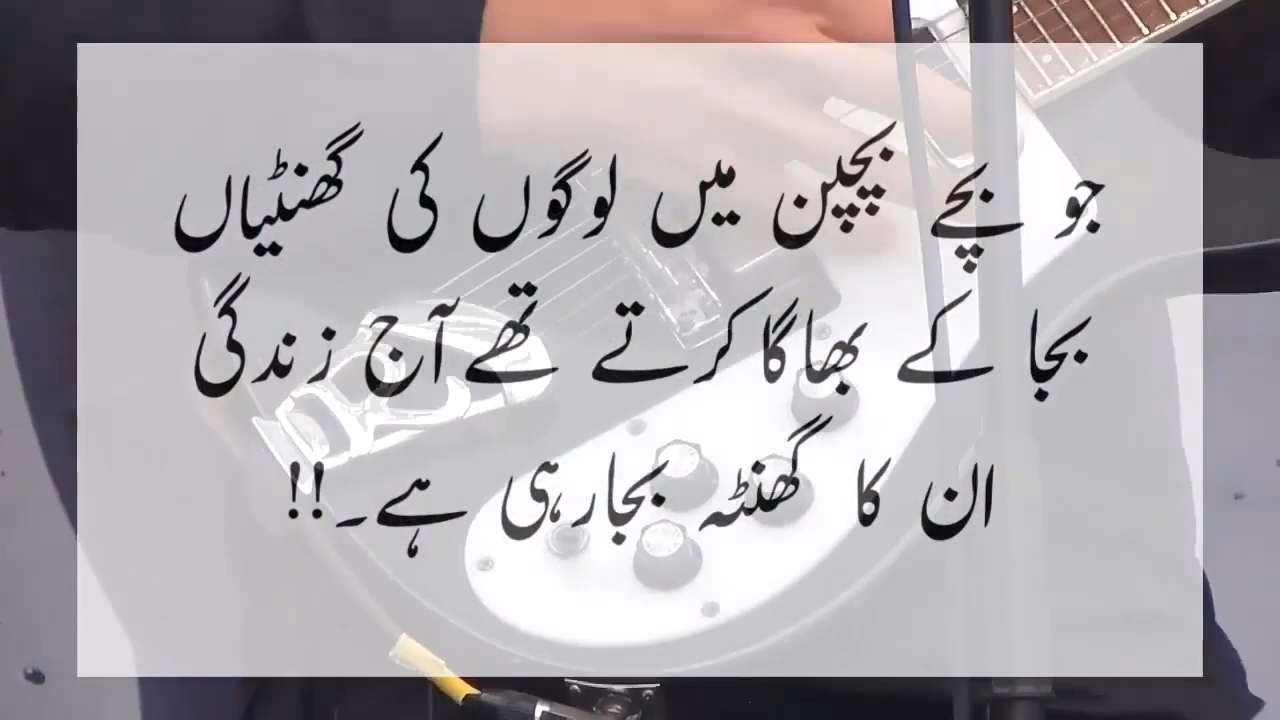 جو بچے بچپن میں لوگوں کی گھنٹیاں
بجا کے بھاگا کرتے تھے آج زندگی
ان کا گھنٹہ بجا رہی ہے۔!!